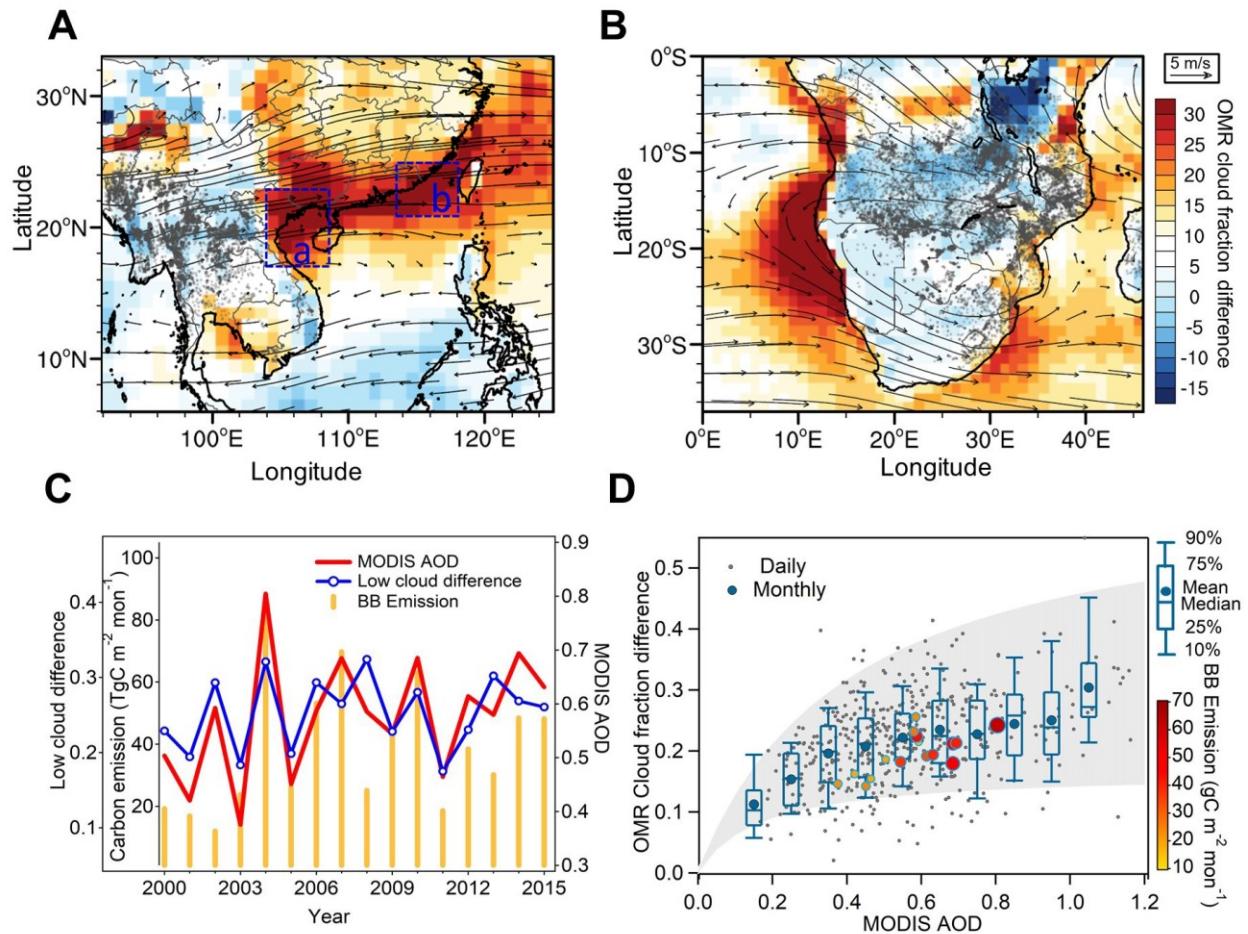 A
B
30°N
20°N
10°N
Latitude
a
b
100°E
110°E
120°E
Longitude
0°S
10°S
20°S
30°S
Latitude
0°E
10°E
20°E
30°E
40°E
Longitude
5 m/s
30
25
20
15
10
5
0
-5
-10
-15
OMR cloud fraction difference
C
D
Low cloud difference
0.4
0.3
0.2
0.1
Carbon emission (TgC m⁻² mon⁻¹)
100
80
60
40
20
MODIS AOD
Low cloud difference
BB Emission
0.9
0.8
0.7
0.6
0.5
0.4
0.3
MODIS AOD
2000
2003
2006
2009
2012
2015
Year
OMR Cloud fraction difference
0.5
0.4
0.3
0.2
0.1
0.0
Daily
Monthly
0.0
0.2
0.4
0.6
0.8
1.0
1.2
MODIS AOD
90%
75%
Mean
Median
25%
10%
70
60
50
40
30
20
10
BB Emission (gC m⁻² mon⁻¹)